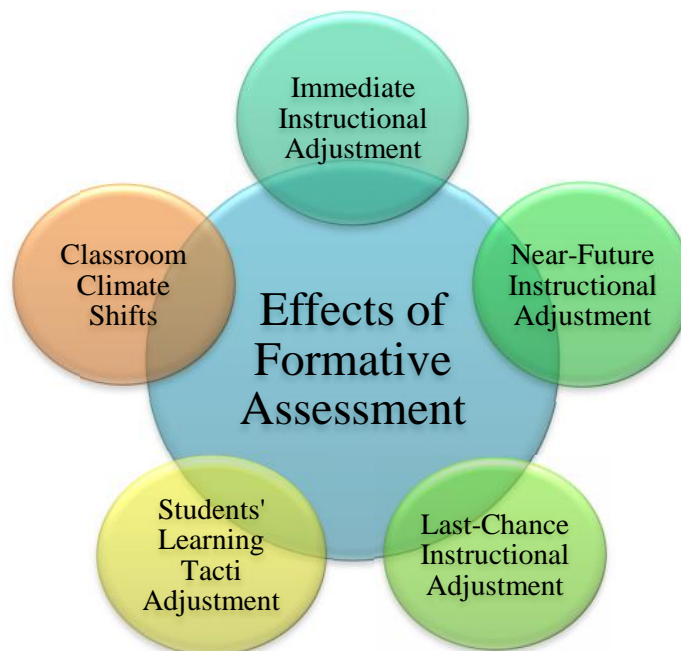 Immediate
Instructional
Adjustment
Near-Future
Instructional
Adjustment
Last-Chance
Instructional
Adjustment
Students'
Learning
Tacti
Adjustment
Classroom
Climate
Shifts
Effects of
Formative
Assessment